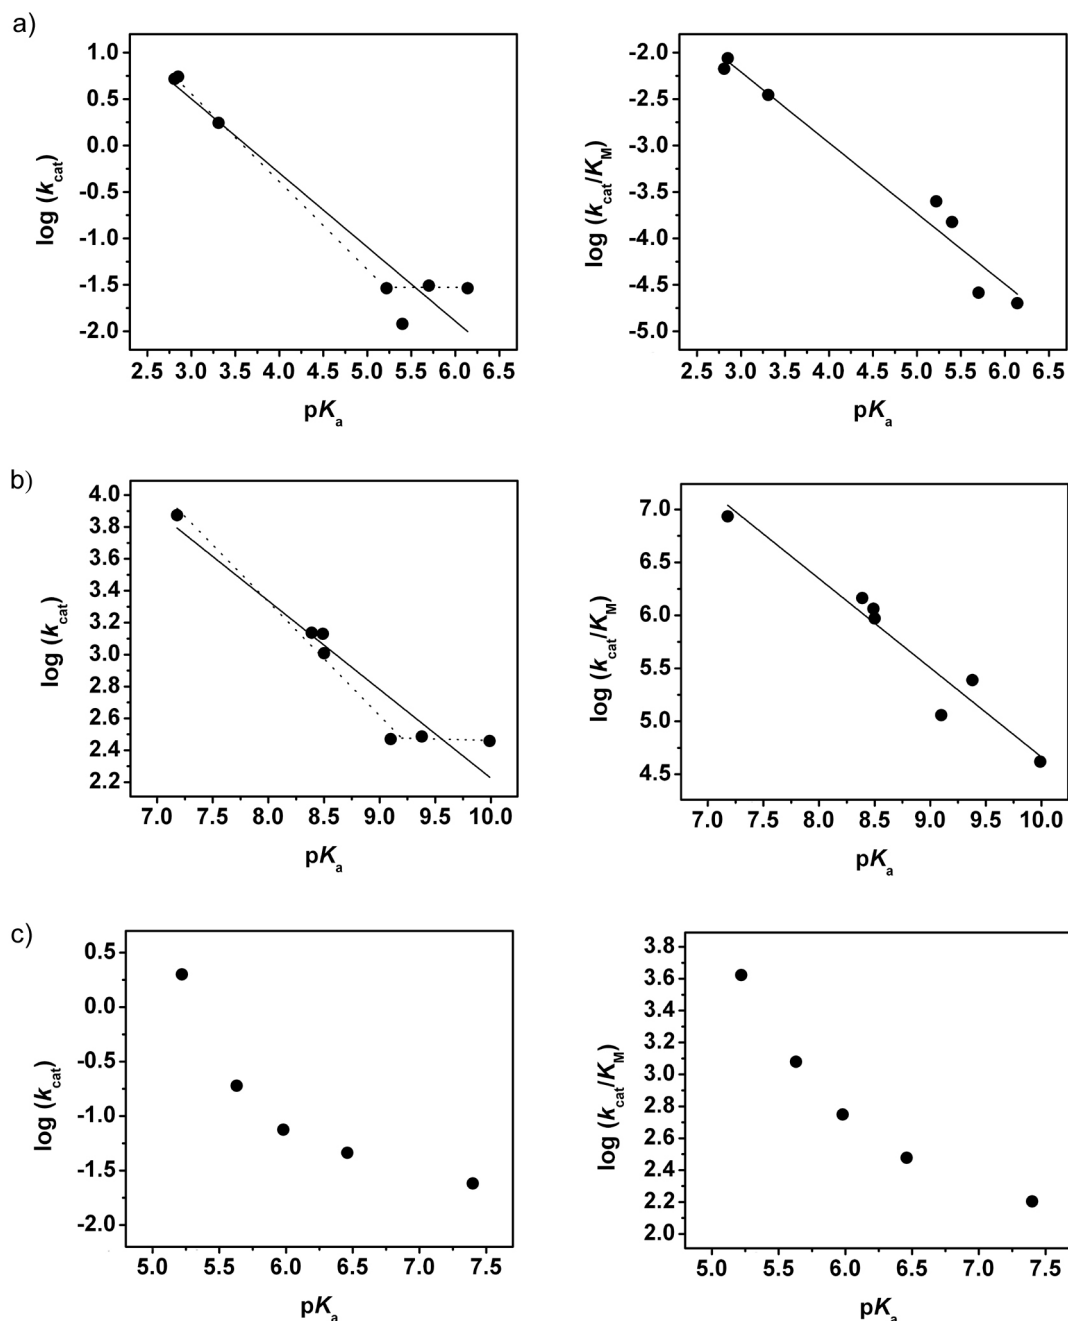 a)
1.0
0.5
0.0
-0.5
-1.0
-1.5
-2.0
log (kcat)
2.5 3.0 3.5 4.0 4.5 5.0 5.5 6.0 6.5
pKa
-2.0
-2.5
-3.0
-3.5
-4.0
-4.5
-5.0
log (kcat/KM)
2.5 3.0 3.5 4.0 4.5 5.0 5.5 6.0 6.5
pKa
b)
4.0
3.8
3.6
3.4
3.2
3.0
2.8
2.6
2.4
2.2
log (kcat)
7.0 7.5 8.0 8.5 9.0 9.5 10.0
pKa
7.0
6.5
6.0
5.5
5.0
4.5
log (kcat/KM)
7.0 7.5 8.0 8.5 9.0 9.5 10.0
pKa
c)
0.5
0.0
-0.5
-1.0
-1.5
-2.0
log (kcat)
5.0 5.5 6.0 6.5 7.0 7.5
pKa
3.8
3.6
3.4
3.2
3.0
2.8
2.6
2.4
2.2
2.0
log (kcat/KM)
5.0 5.5 6.0 6.5 7.0 7.5
pKa